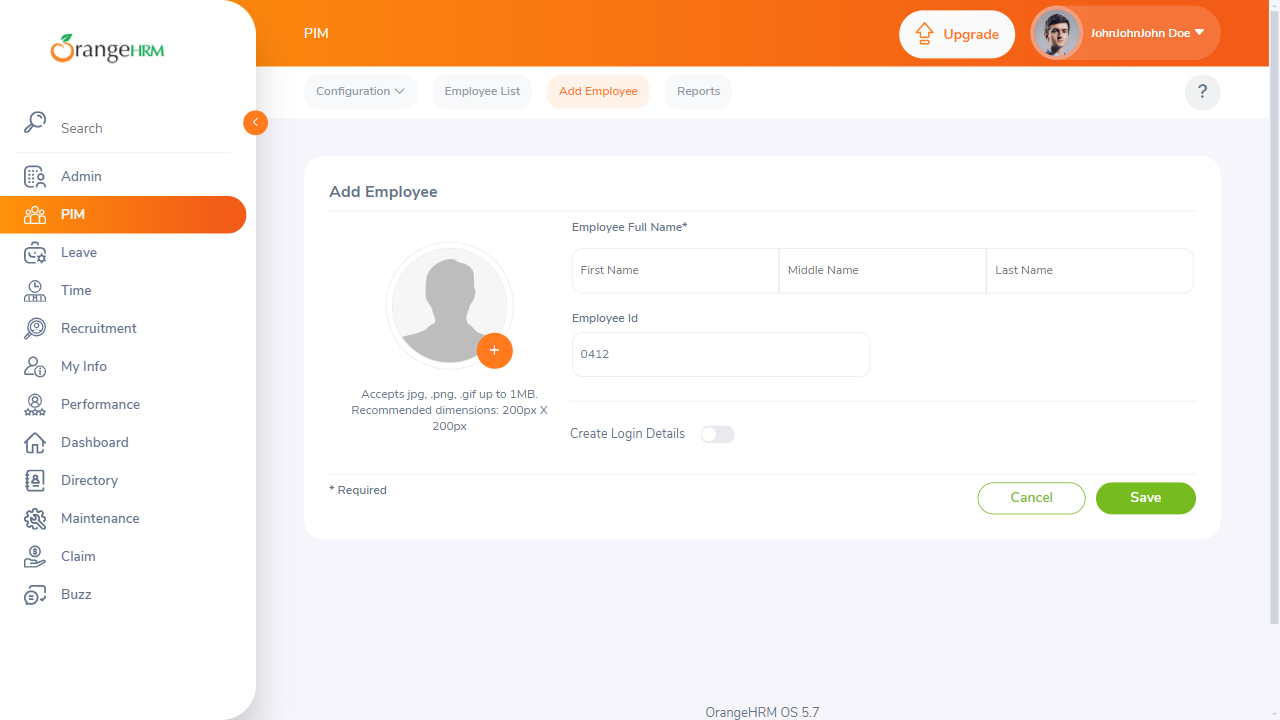 OrangeHRM
PIM
Upgrade
JohnJohnJohn Doe
Configuration
Employee List
Add Employee
Reports
?
Search
Admin
PIM
Leave
Time
Recruitment
My Info
Performance
Dashboard
Directory
Maintenance
Claim
Buzz
Add Employee
Employee Full Name*
First Name
Middle Name
Last Name
Employee Id
0412
Accepts jpg, .png, .gif up to 1MB.
Recommended dimensions: 200px X
200px
Create Login Details
* Required
Cancel
Save
OrangeHRM OS 5.7